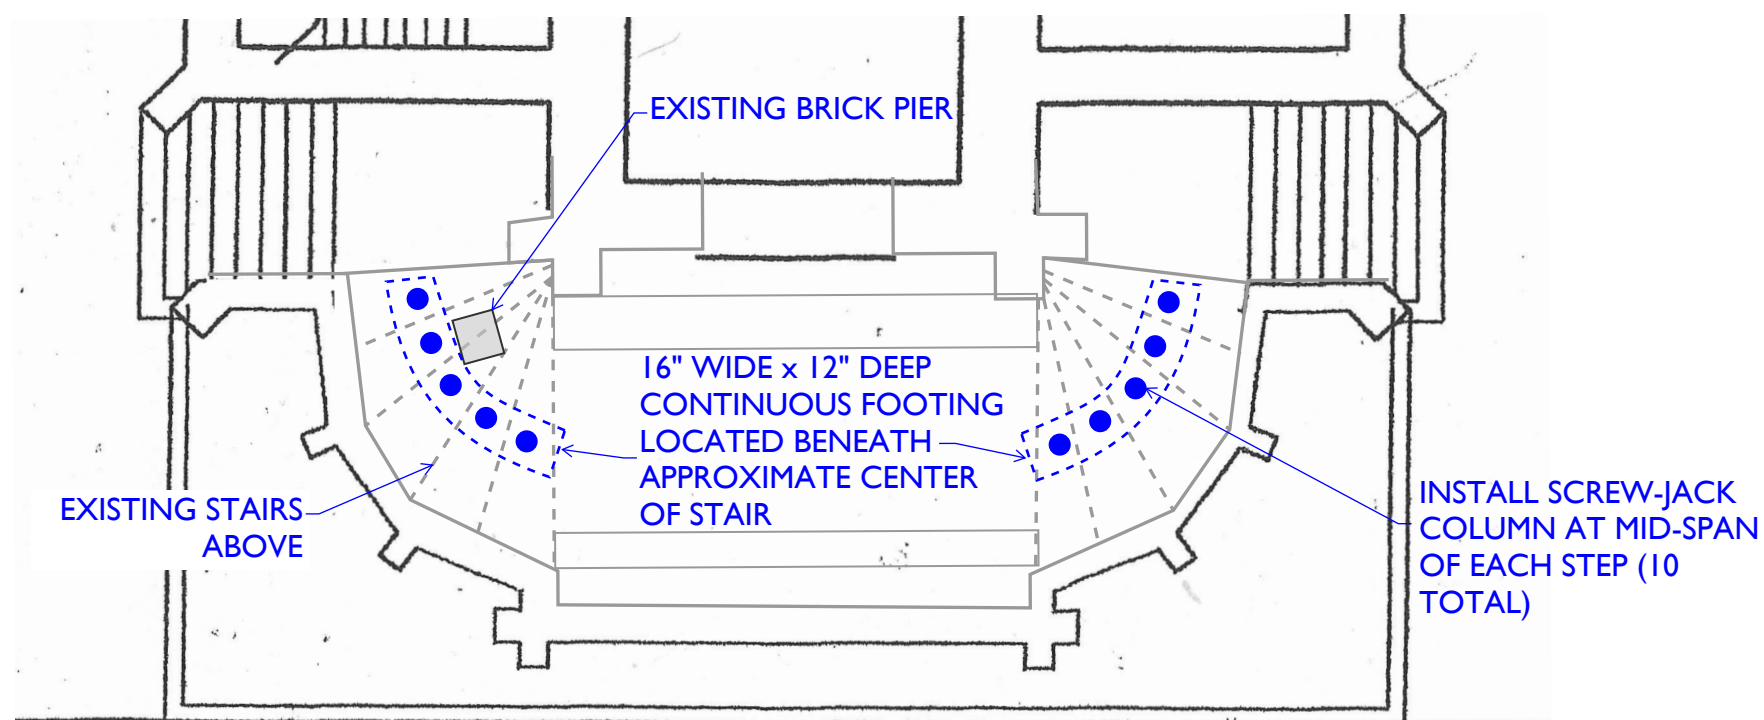 EXISTING BRICK PIER
16" WIDE x 12" DEEP
CONTINUOUS FOOTING
LOCATED BENEATH
APPROXIMATE CENTER
OF STAIR
EXISTING STAIRS
ABOVE
INSTALL SCREW-JACK
COLUMN AT MID-SPAN
OF EACH STEP (10
TOTAL)